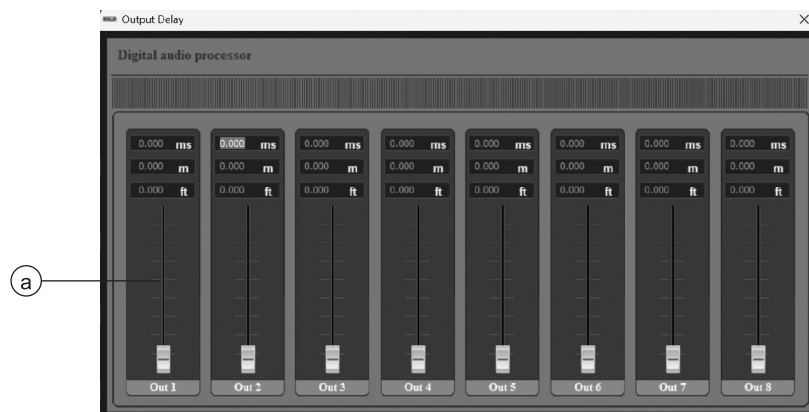 Output Delay
Digital audio processor
0.000 ms 0.000 ms 0.000 ms 0.000 ms 0.000 ms 0.000 ms 0.000 ms 0.000 ms
0.000 m 0.000 m 0.000 m 0.000 m 0.000 m 0.000 m 0.000 m 0.000 m
0.000 ft 0.000 ft 0.000 ft 0.000 ft 0.000 ft 0.000 ft 0.000 ft 0.000 ft
a
Out 1 Out 2 Out 3 Out 4 Out 5 Out 6 Out 7 Out 8